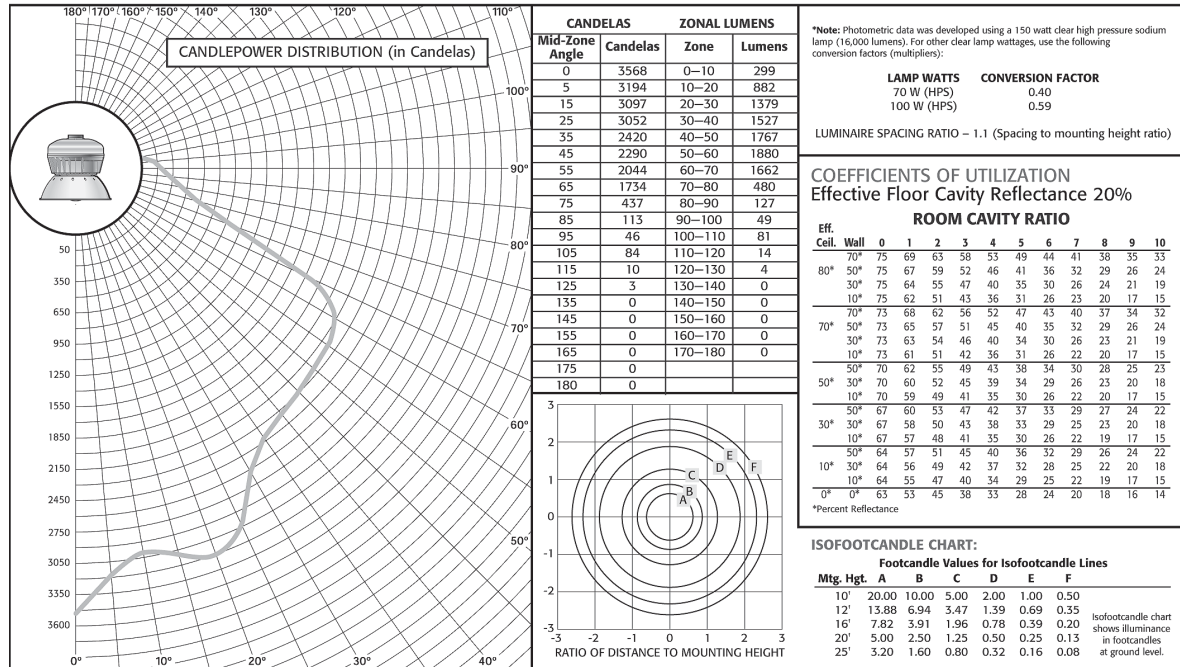 180° 170° 160° 150° 140° 130° 120° 110°
CANDLEPOWER DISTRIBUTION (in Candelas)
100°
90°
80°
70°
60°
50°
50
350
650
950
1250
1550
1850
2150
2450
2750
3050
3350
3600
0° 10° 20° 30° 40°
CANDELAS ZONAL LUMENS
Mid-Zone Angle Candelas Zone Lumens
0 3568 0—10 299
5 3194 10—20 882
15 3097 20—30 1379
25 3052 30—40 1527
35 2420 40—50 1767
45 2290 50—60 1880
55 2044 60—70 1662
65 1734 70—80 480
75 437 80—90 127
85 113 90—100 49
95 46 100—110 81
105 84 110—120 14
115 10 120—130 4
125 3 130—140 0
135 0 140—150 0
145 0 150—160 0
155 0 160—170 0
165 0 170—180 0
175 0
180 0
3
2
1
0
-1
-2
-3
A
B
C
D
E
F
-3 -2 -1 0 1 2 3
RATIO OF DISTANCE TO MOUNTING HEIGHT
*Note: Photometric data was developed using a 150 watt clear high pressure sodium
lamp (16,000 lumens). For other clear lamp wattages, use the following
conversion factors (multipliers):
LAMP WATTS CONVERSION FACTOR
70 W (HPS) 0.40
100 W (HPS) 0.59
LUMINAIRE SPACING RATIO – 1.1 (Spacing to mounting height ratio)
COEFFICIENTS OF UTILIZATION
Effective Floor Cavity Reflectance 20%
ROOM CAVITY RATIO
Eff.
Ceil. Wall 0 1 2 3 4 5 6 7 8 9 10
70* 75 69 63 58 53 49 44 41 38 35 33
80* 50* 75 67 59 52 46 41 36 32 29 26 24
30* 75 64 55 47 40 35 30 26 24 21 19
10* 75 62 51 43 36 31 26 23 20 17 15
70* 73 68 62 56 52 47 43 40 37 34 32
70* 50* 73 65 57 51 45 40 35 32 29 26 24
30* 73 63 54 46 40 34 30 26 23 21 19
10* 73 61 51 42 36 31 26 22 20 17 15
50* 70 62 55 49 43 38 34 30 28 25 23
50* 30* 70 60 52 45 39 34 29 26 23 20 18
10* 70 59 49 41 35 30 26 22 20 17 15
50* 67 60 53 47 42 37 33 29 27 24 22
30* 30* 67 58 50 43 38 33 29 25 23 20 18
10* 67 57 48 41 35 30 26 22 19 17 15
50* 64 57 51 45 40 36 32 29 26 24 22
10* 30* 64 56 49 42 37 32 28 25 22 20 18
10* 64 55 47 40 34 29 25 22 19 17 15
0* 0* 63 53 45 38 33 28 24 20 18 16 14
*Percent Reflectance
ISOFOOTCANDLE CHART:
Footcandle Values for Isofootcandle Lines
Mtg. Hgt. A B C D E F
10' 20.00 10.00 5.00 2.00 1.00 0.50
12' 13.88 6.94 3.47 1.39 0.69 0.35
16' 7.82 3.91 1.96 0.78 0.39 0.20
20' 5.00 2.50 1.25 0.50 0.25 0.13
25' 3.20 1.60 0.80 0.32 0.16 0.08
Isofootcandle chart
shows illuminance
in footcandles
at ground level.